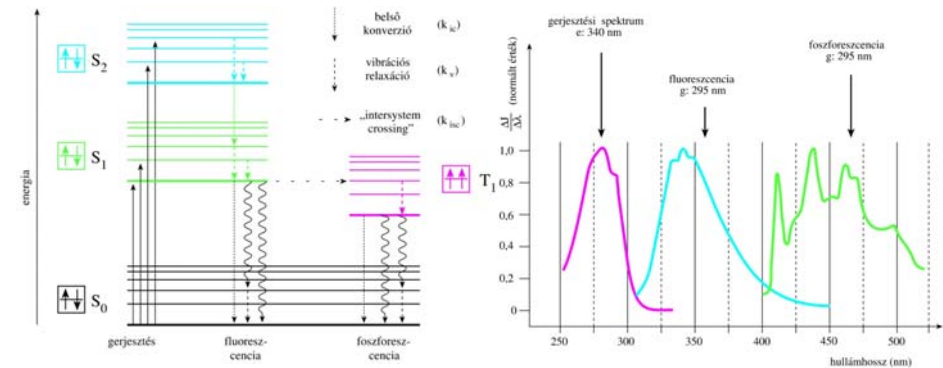 energia
S2
S1
S0
gerjesztés
fluoresz-
cencia
foszforesz-
cencia
belső
konverzió
(k ic)
vibrációs
relaxáció
(k v)
„intersystem
crossing”
(k isc)
T1
gerjesztési spektrum
e: 340 nm
fluoreszcencia
g: 295 nm
foszforeszcencia
g: 295 nm
ΔJ
Δλ
(normált érték)
1,0
0,8
0,6
0,4
0,2
0
250
300
350
400
450
500
hullámhossz (nm)